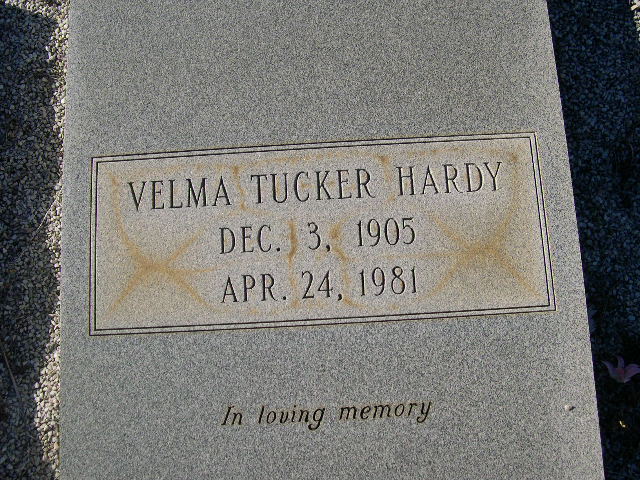 VELMA TUCKER HARDY
DEC. 3, 1905
APR. 24, 1981
In loving memory